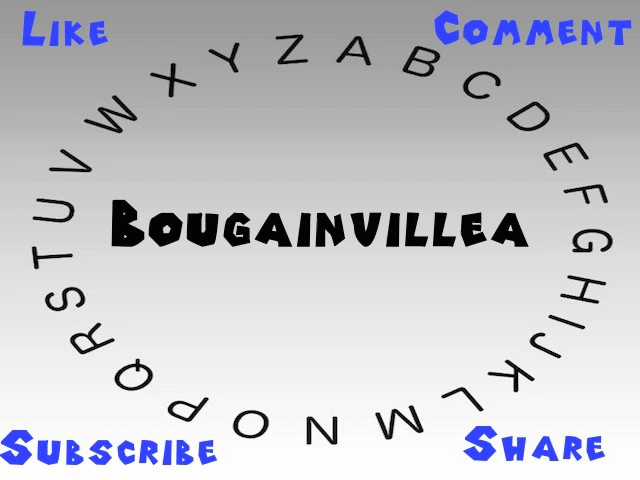 Like
Comment
A B C D E F G H I J K L M N O P Q R S T U V W X Y Z
Bougainvillea
Subscribe
Share